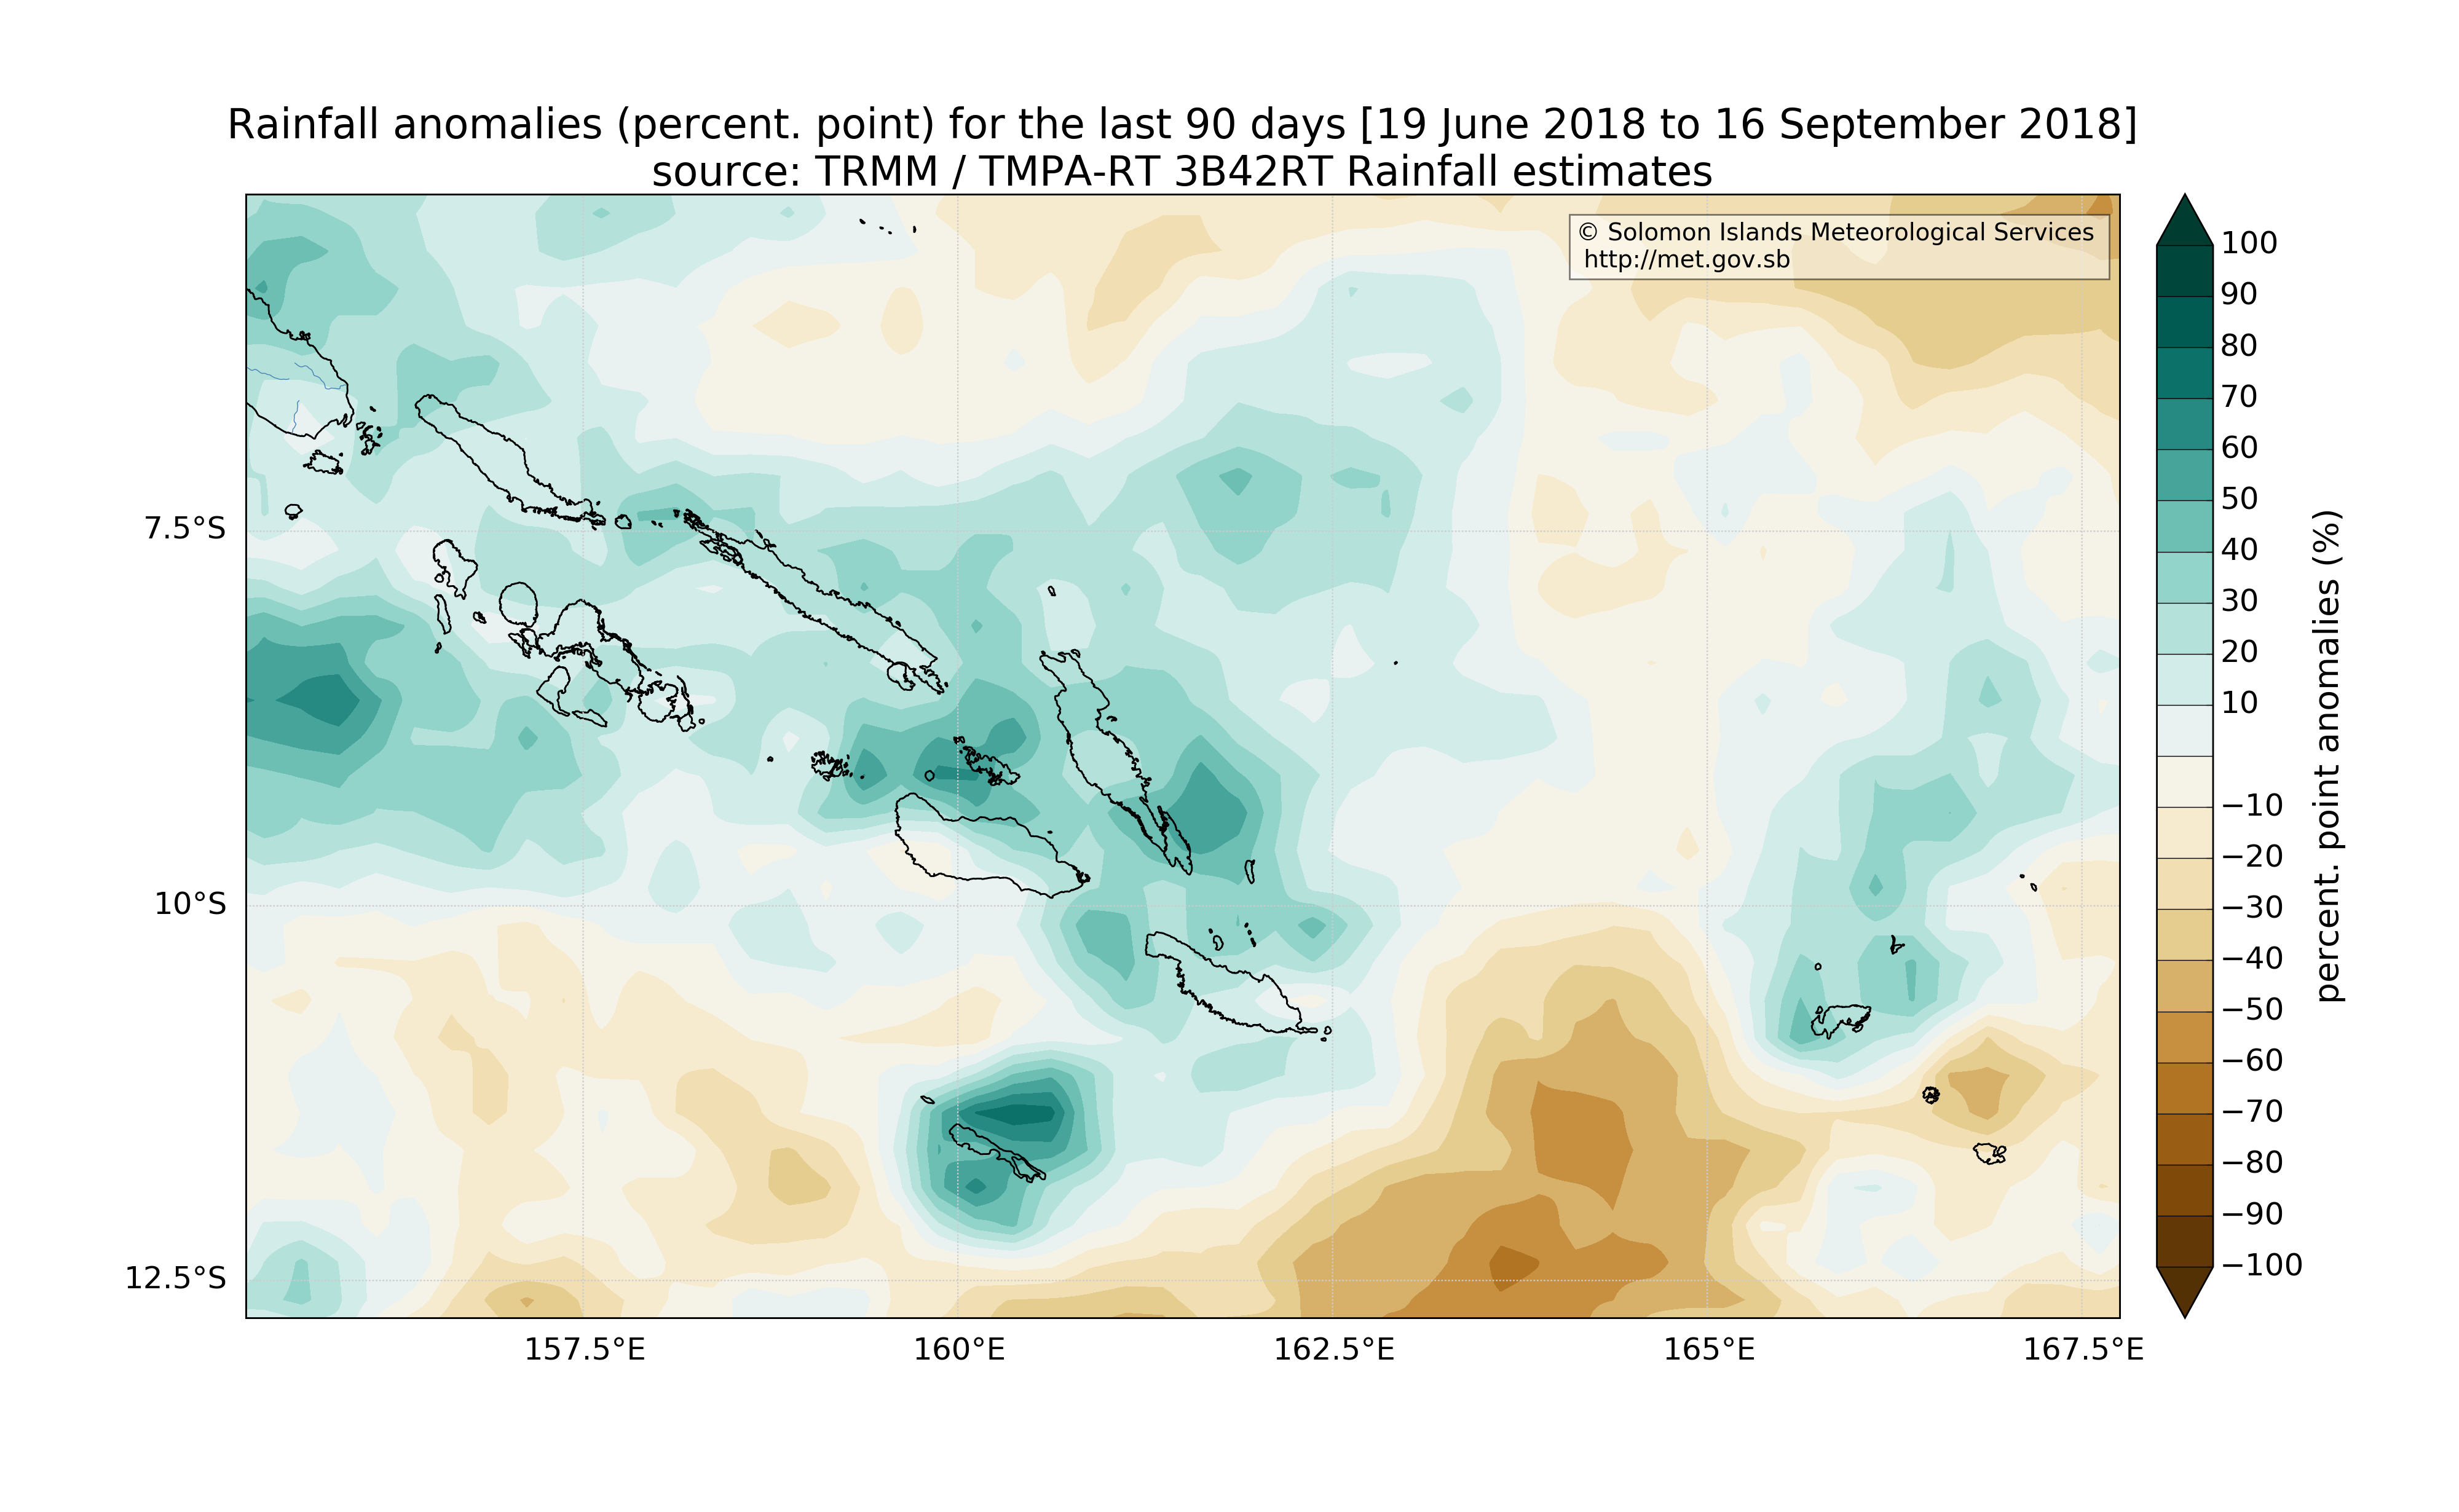 Rainfall anomalies (percent. point) for the last 90 days [19 June 2018 to 16 September 2018]
source: TRMM / TMPA-RT 3B42RT Rainfall estimates
© Solomon Islands Meteorological Services
http://met.gov.sb
7.5°S
10°S
12.5°S
157.5°E
160°E
162.5°E
165°E
167.5°E
100
90
80
70
60
50
40
30
20
10
−10
−20
−30
−40
−50
−60
−70
−80
−90
−100
percent. point anomalies (%)